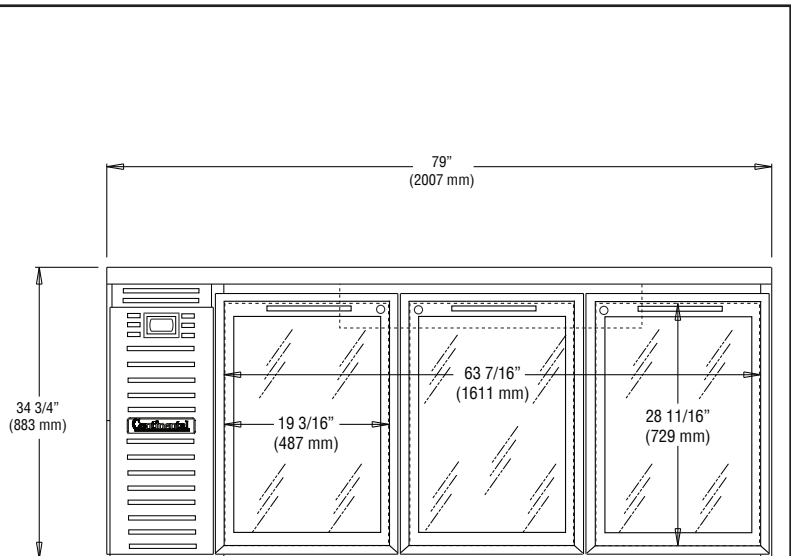 79”
(2007 mm)
34 3/4”
(883 mm)
63 7/16”
(1611 mm)
19 3/16”
(487 mm)
28 11/16”
(729 mm)
Continental